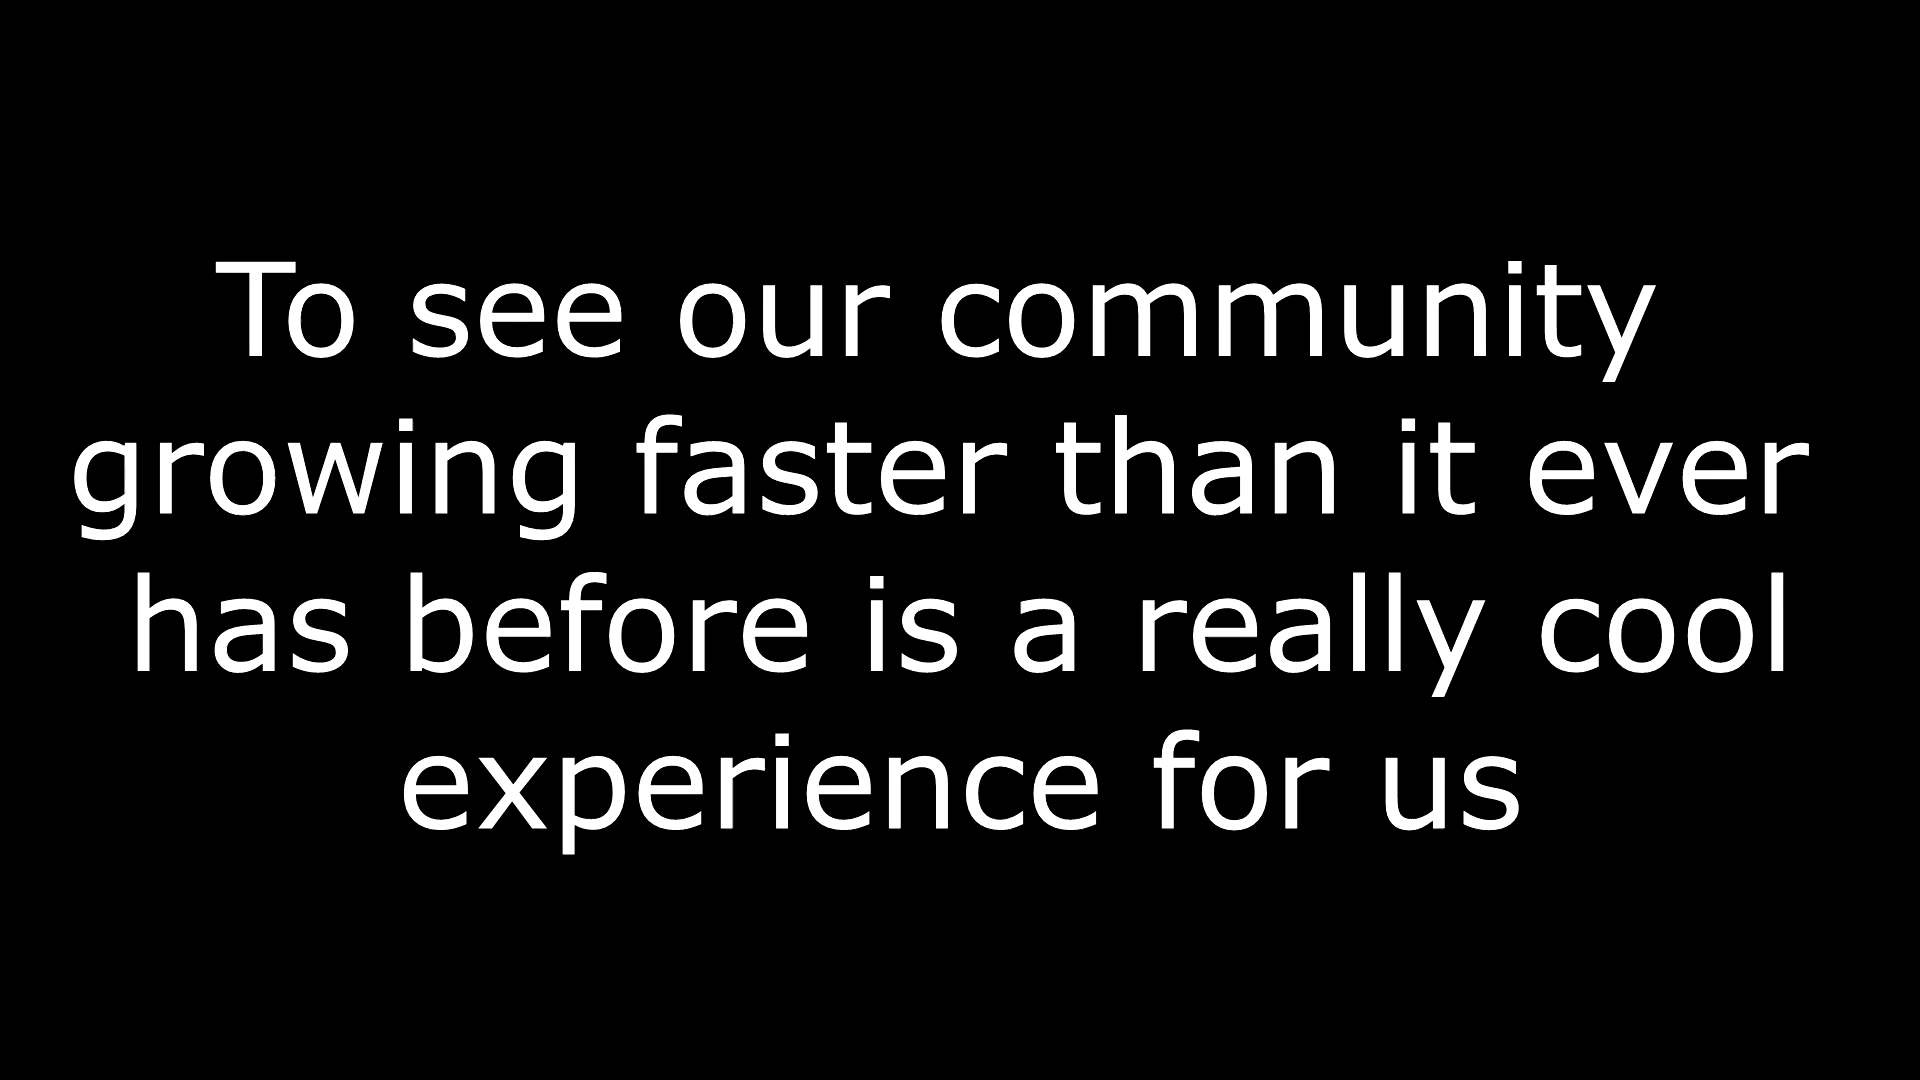 To see our community
growing faster than it ever
has before is a really cool
experience for us